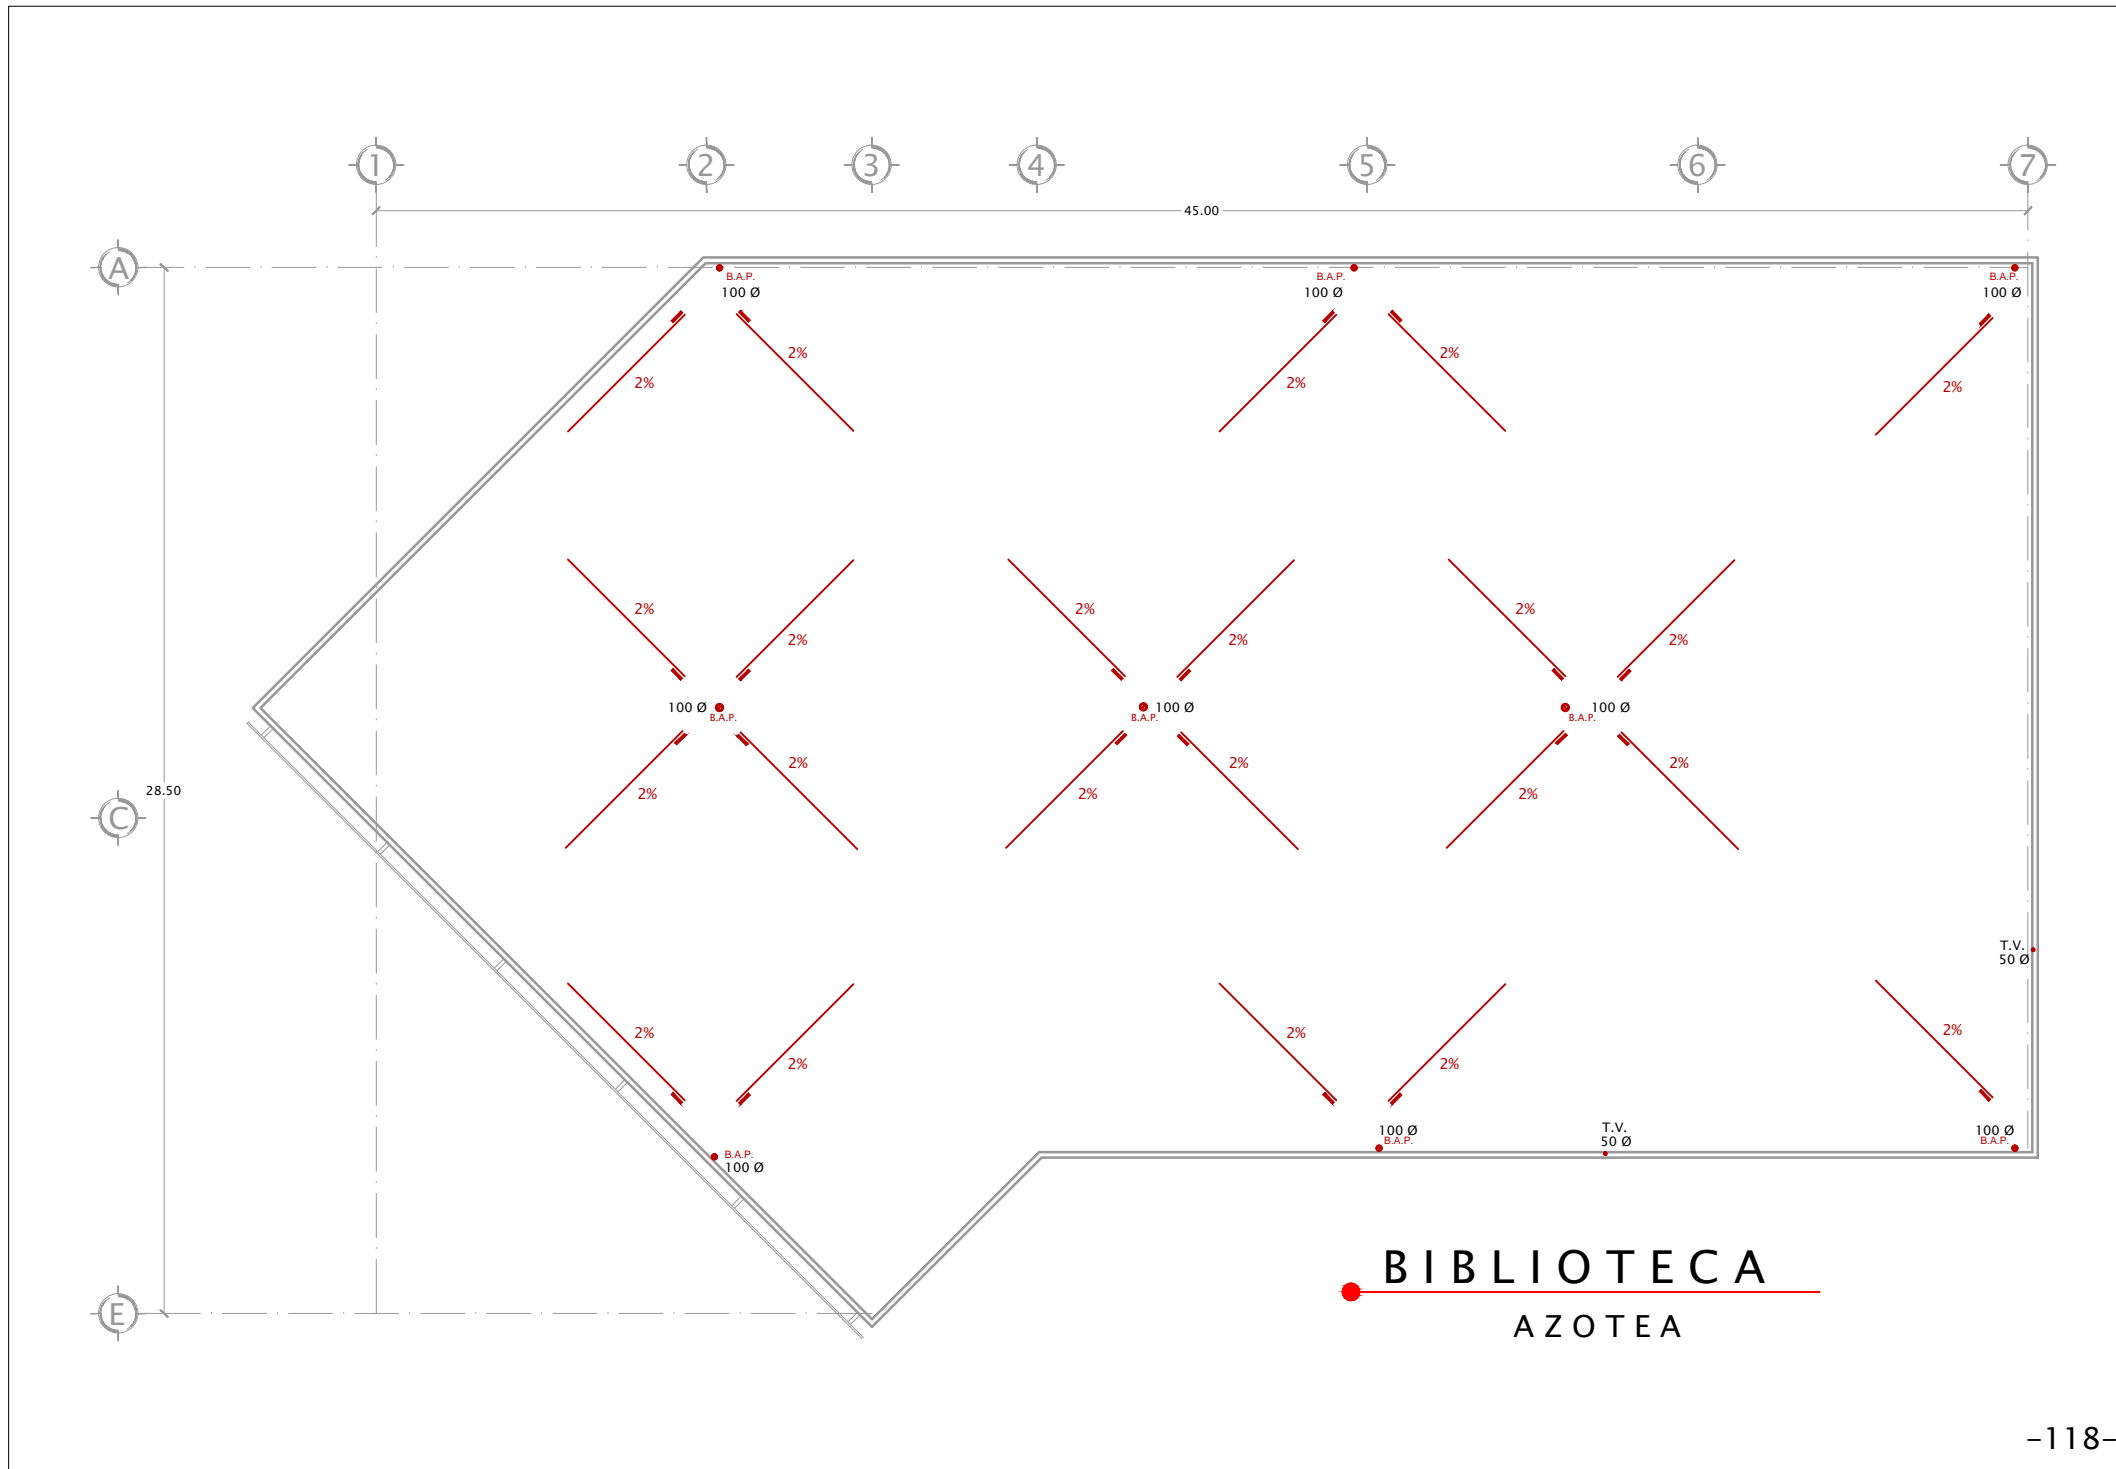 1 2 3 4 5 6 7
45.00
A
B.A.P. B.A.P. B.A.P.
100 Ø 100 Ø 100 Ø
2% 2%
2% 2% 2%
2% 2% 2%
2% 2% 2%
100 Ø 100 Ø 100 Ø
B.A.P. B.A.P. B.A.P.
2% 2% 2%
28.50
2% 2% 2%
C
T.V.
50 Ø
2% 2% 2%
2% 2%
T.V.
100 Ø 100 Ø
50 Ø
B.A.P. B.A.P.
B.A.P.
100 Ø
BIBLIOTECA
E
AZOTEA
-118-